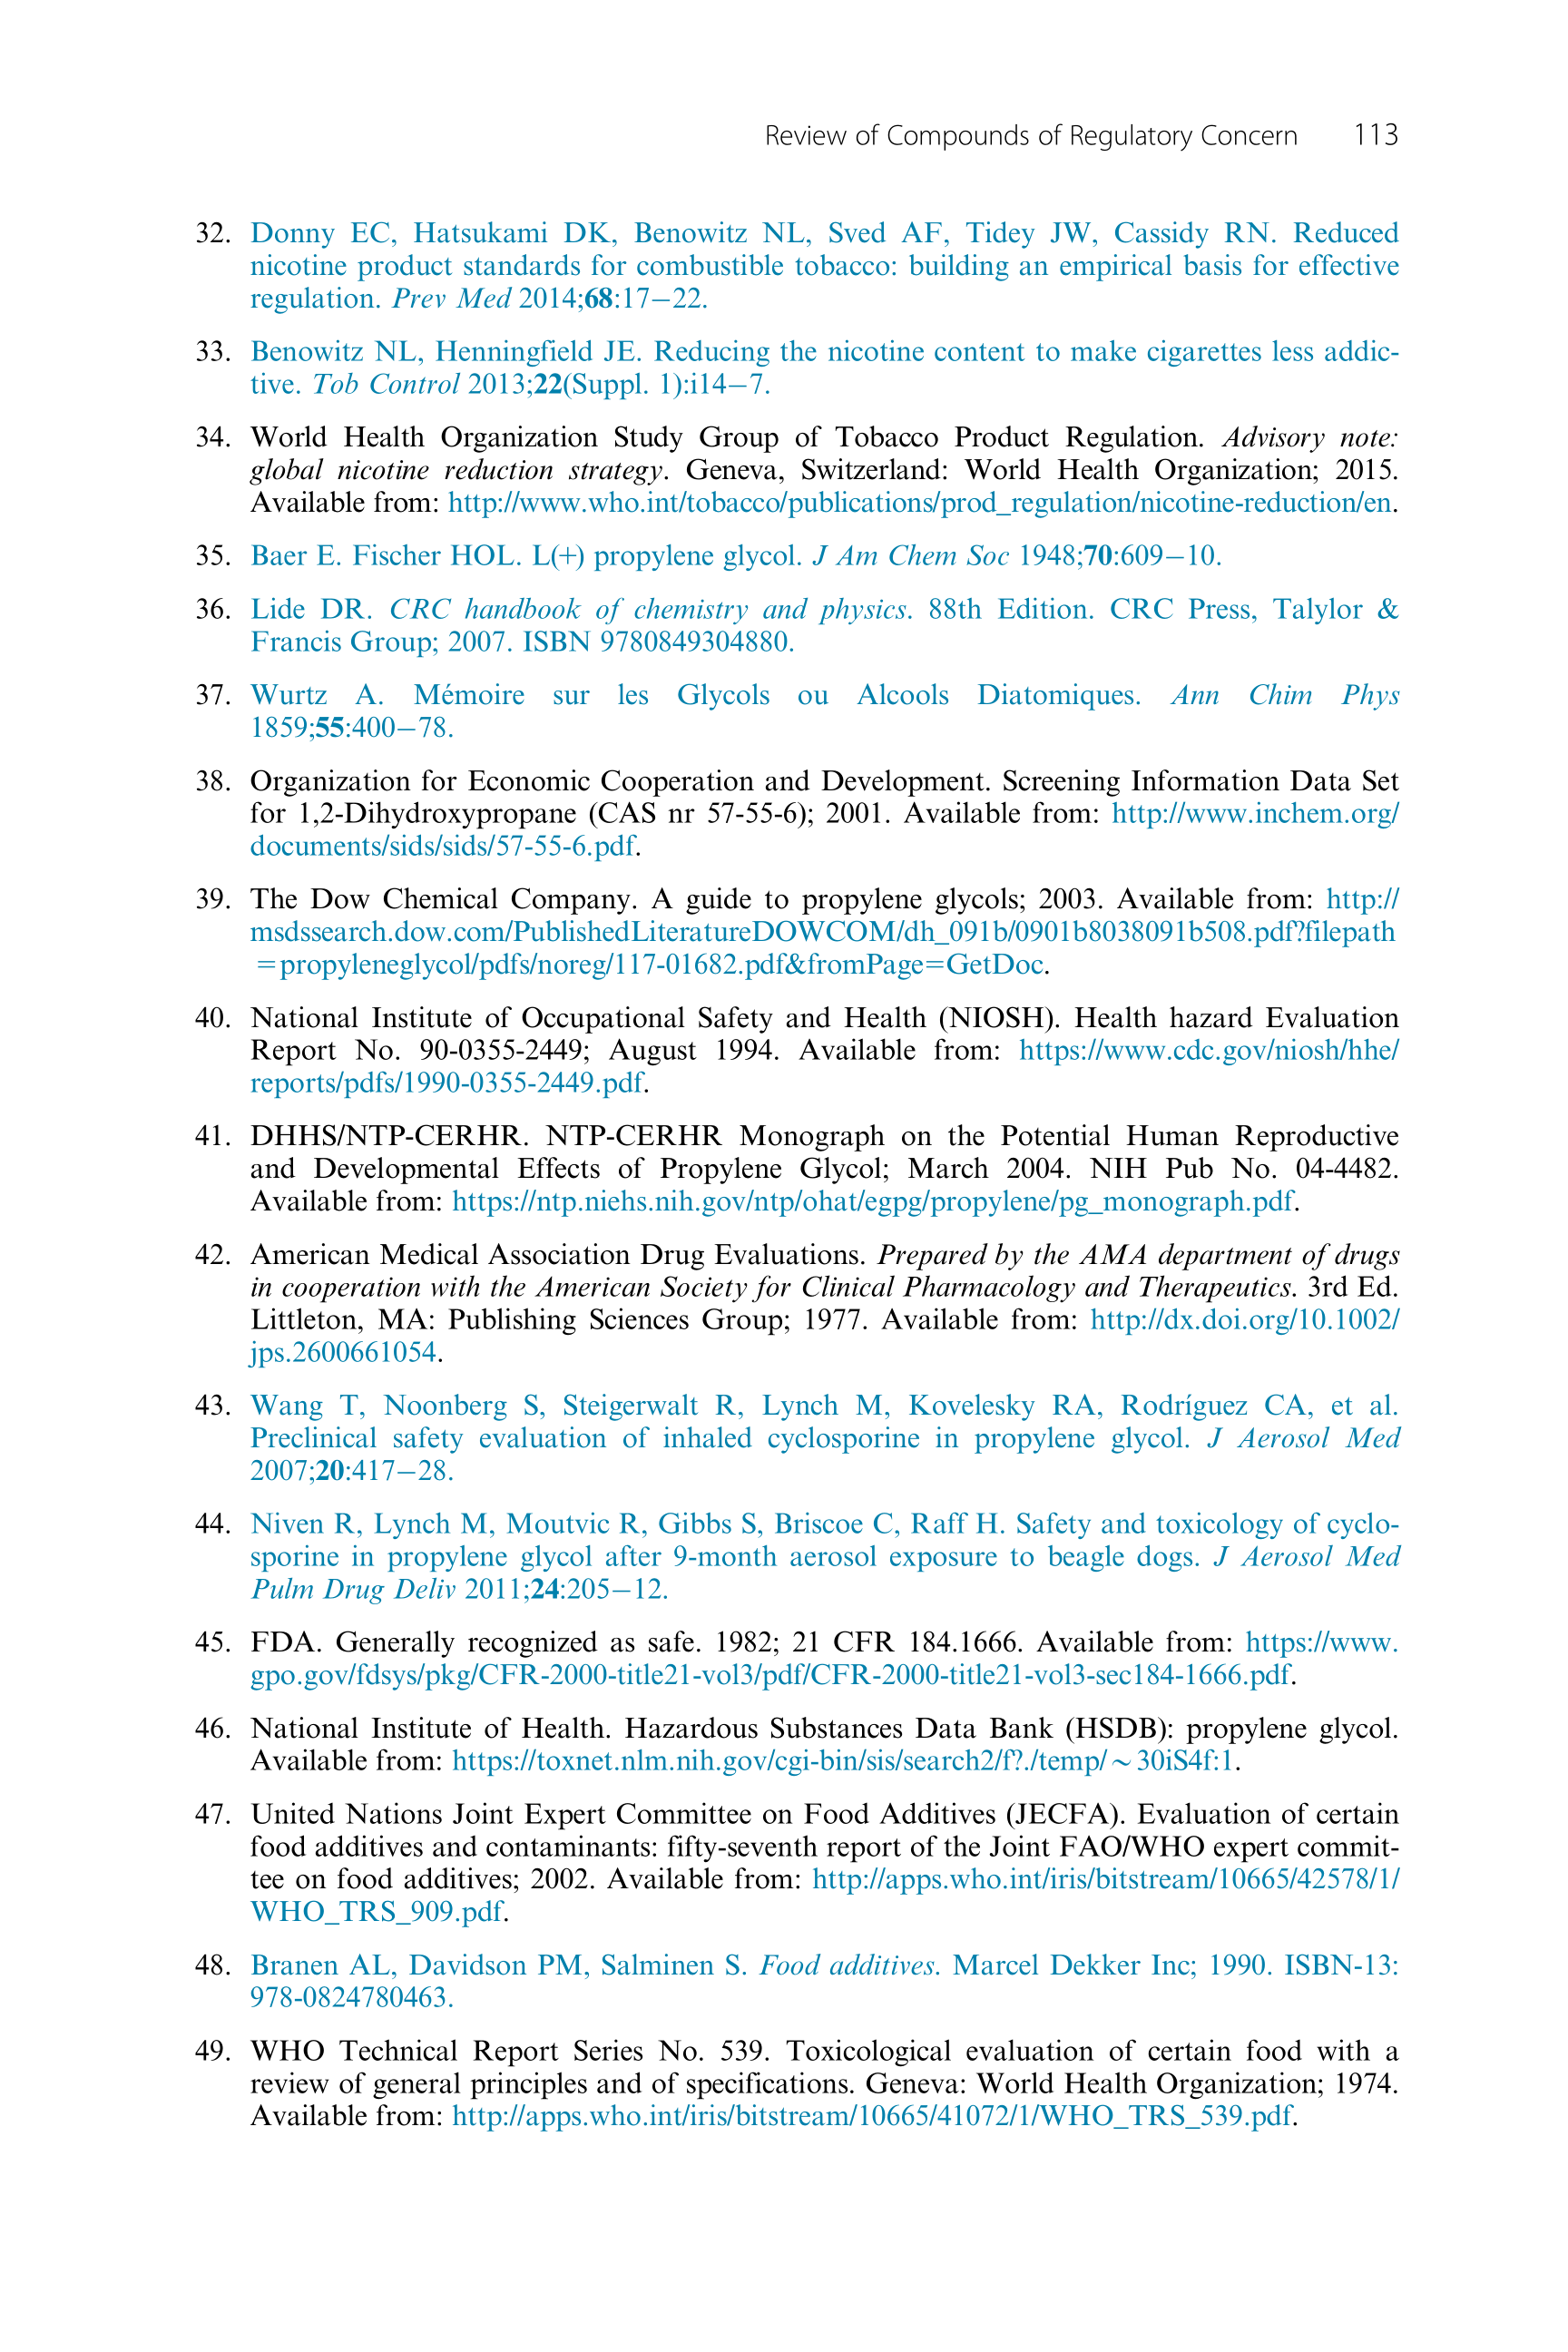 Review of Compounds of Regulatory Concern 113
32. Donny EC, Hatsukami DK, Benowitz NL, Sved AF, Tidey JW, Cassidy RN. Reduced
nicotine product standards for combustible tobacco: building an empirical basis for effective
regulation. Prev Med 2014;68:17–22.
33. Benowitz NL, Henningfield JE. Reducing the nicotine content to make cigarettes less addic-
tive. Tob Control 2013;22(Suppl. 1):i14–7.
34. World Health Organization Study Group of Tobacco Product Regulation. Advisory note:
global nicotine reduction strategy. Geneva, Switzerland: World Health Organization; 2015.
Available from: http://www.who.int/tobacco/publications/prod_regulation/nicotine-reduction/en.
35. Baer E. Fischer HOL. L(+) propylene glycol. J Am Chem Soc 1948;70:609–10.
36. Lide DR. CRC handbook of chemistry and physics. 88th Edition. CRC Press, Talylor &
Francis Group; 2007. ISBN 9780849304880.
37. Wurtz A. Mémoire sur les Glycols ou Alcools Diatomiques. Ann Chim Phys
1859;55:400–78.
38. Organization for Economic Cooperation and Development. Screening Information Data Set
for 1,2-Dihydroxypropane (CAS nr 57-55-6); 2001. Available from: http://www.inchem.org/
documents/sids/sids/57-55-6.pdf.
39. The Dow Chemical Company. A guide to propylene glycols; 2003. Available from: http://
msdssearch.dow.com/PublishedLiteratureDOWCOM/dh_091b/0901b8038091b508.pdf?filepath
=propyleneglycol/pdfs/noreg/117-01682.pdf&fromPage=GetDoc.
40. National Institute of Occupational Safety and Health (NIOSH). Health hazard Evaluation
Report No. 90-0355-2449; August 1994. Available from: https://www.cdc.gov/niosh/hhe/
reports/pdfs/1990-0355-2449.pdf.
41. DHHS/NTP-CERHR. NTP-CERHR Monograph on the Potential Human Reproductive
and Developmental Effects of Propylene Glycol; March 2004. NIH Pub No. 04-4482.
Available from: https://ntp.niehs.nih.gov/ntp/ohat/egpg/propylene/pg_monograph.pdf.
42. American Medical Association Drug Evaluations. Prepared by the AMA department of drugs
in cooperation with the American Society for Clinical Pharmacology and Therapeutics. 3rd Ed.
Littleton, MA: Publishing Sciences Group; 1977. Available from: http://dx.doi.org/10.1002/
jps.2600661054.
43. Wang T, Noonberg S, Steigerwalt R, Lynch M, Kovelesky RA, Rodríguez CA, et al.
Preclinical safety evaluation of inhaled cyclosporine in propylene glycol. J Aerosol Med
2007;20:417–28.
44. Niven R, Lynch M, Moutvic R, Gibbs S, Briscoe C, Raff H. Safety and toxicology of cyclo-
sporine in propylene glycol after 9-month aerosol exposure to beagle dogs. J Aerosol Med
Pulm Drug Deliv 2011;24:205–12.
45. FDA. Generally recognized as safe. 1982; 21 CFR 184.1666. Available from: https://www.
gpo.gov/fdsys/pkg/CFR-2000-title21-vol3/pdf/CFR-2000-title21-vol3-sec184-1666.pdf.
46. National Institute of Health. Hazardous Substances Data Bank (HSDB): propylene glycol.
Available from: https://toxnet.nlm.nih.gov/cgi-bin/sis/search2/f?./temp/~30iS4f:1.
47. United Nations Joint Expert Committee on Food Additives (JECFA). Evaluation of certain
food additives and contaminants: fifty-seventh report of the Joint FAO/WHO expert commit-
tee on food additives; 2002. Available from: http://apps.who.int/iris/bitstream/10665/42578/1/
WHO_TRS_909.pdf.
48. Branen AL, Davidson PM, Salminen S. Food additives. Marcel Dekker Inc; 1990. ISBN-13:
978-0824780463.
49. WHO Technical Report Series No. 539. Toxicological evaluation of certain food with a
review of general principles and of specifications. Geneva: World Health Organization; 1974.
Available from: http://apps.who.int/iris/bitstream/10665/41072/1/WHO_TRS_539.pdf.